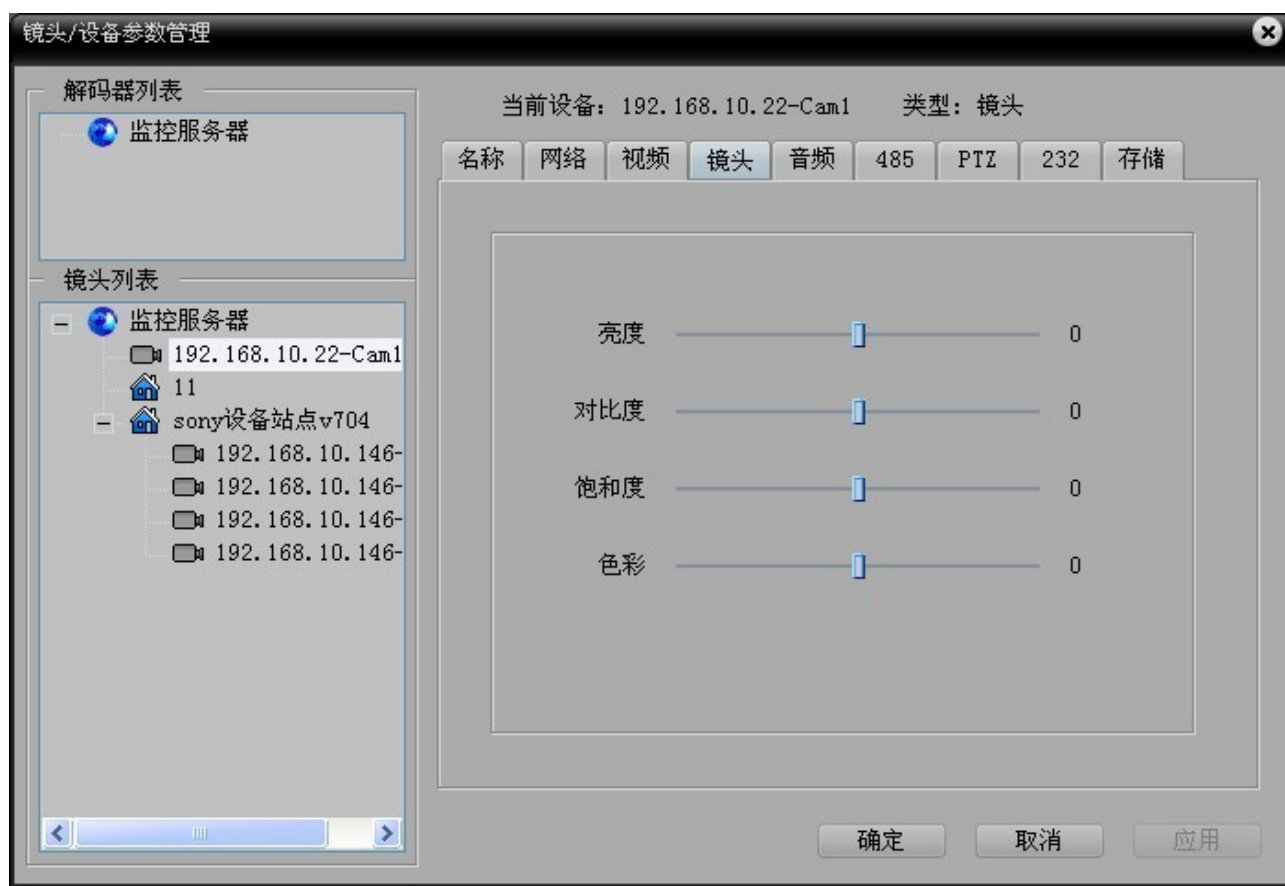 镜头/设备参数管理
解码器列表
监控服务器
镜头列表
监控服务器
192.168.10.22-Cam1
11
sony设备站点v704
192.168.10.146-
192.168.10.146-
192.168.10.146-
192.168.10.146-
当前设备: 192.168.10.22-Cam1 类型: 镜头
名称 网络 视频 镜头 音频 485 PTZ 232 存储
亮度 0
对比度 0
饱和度 0
色彩 0
确定 取消 应用